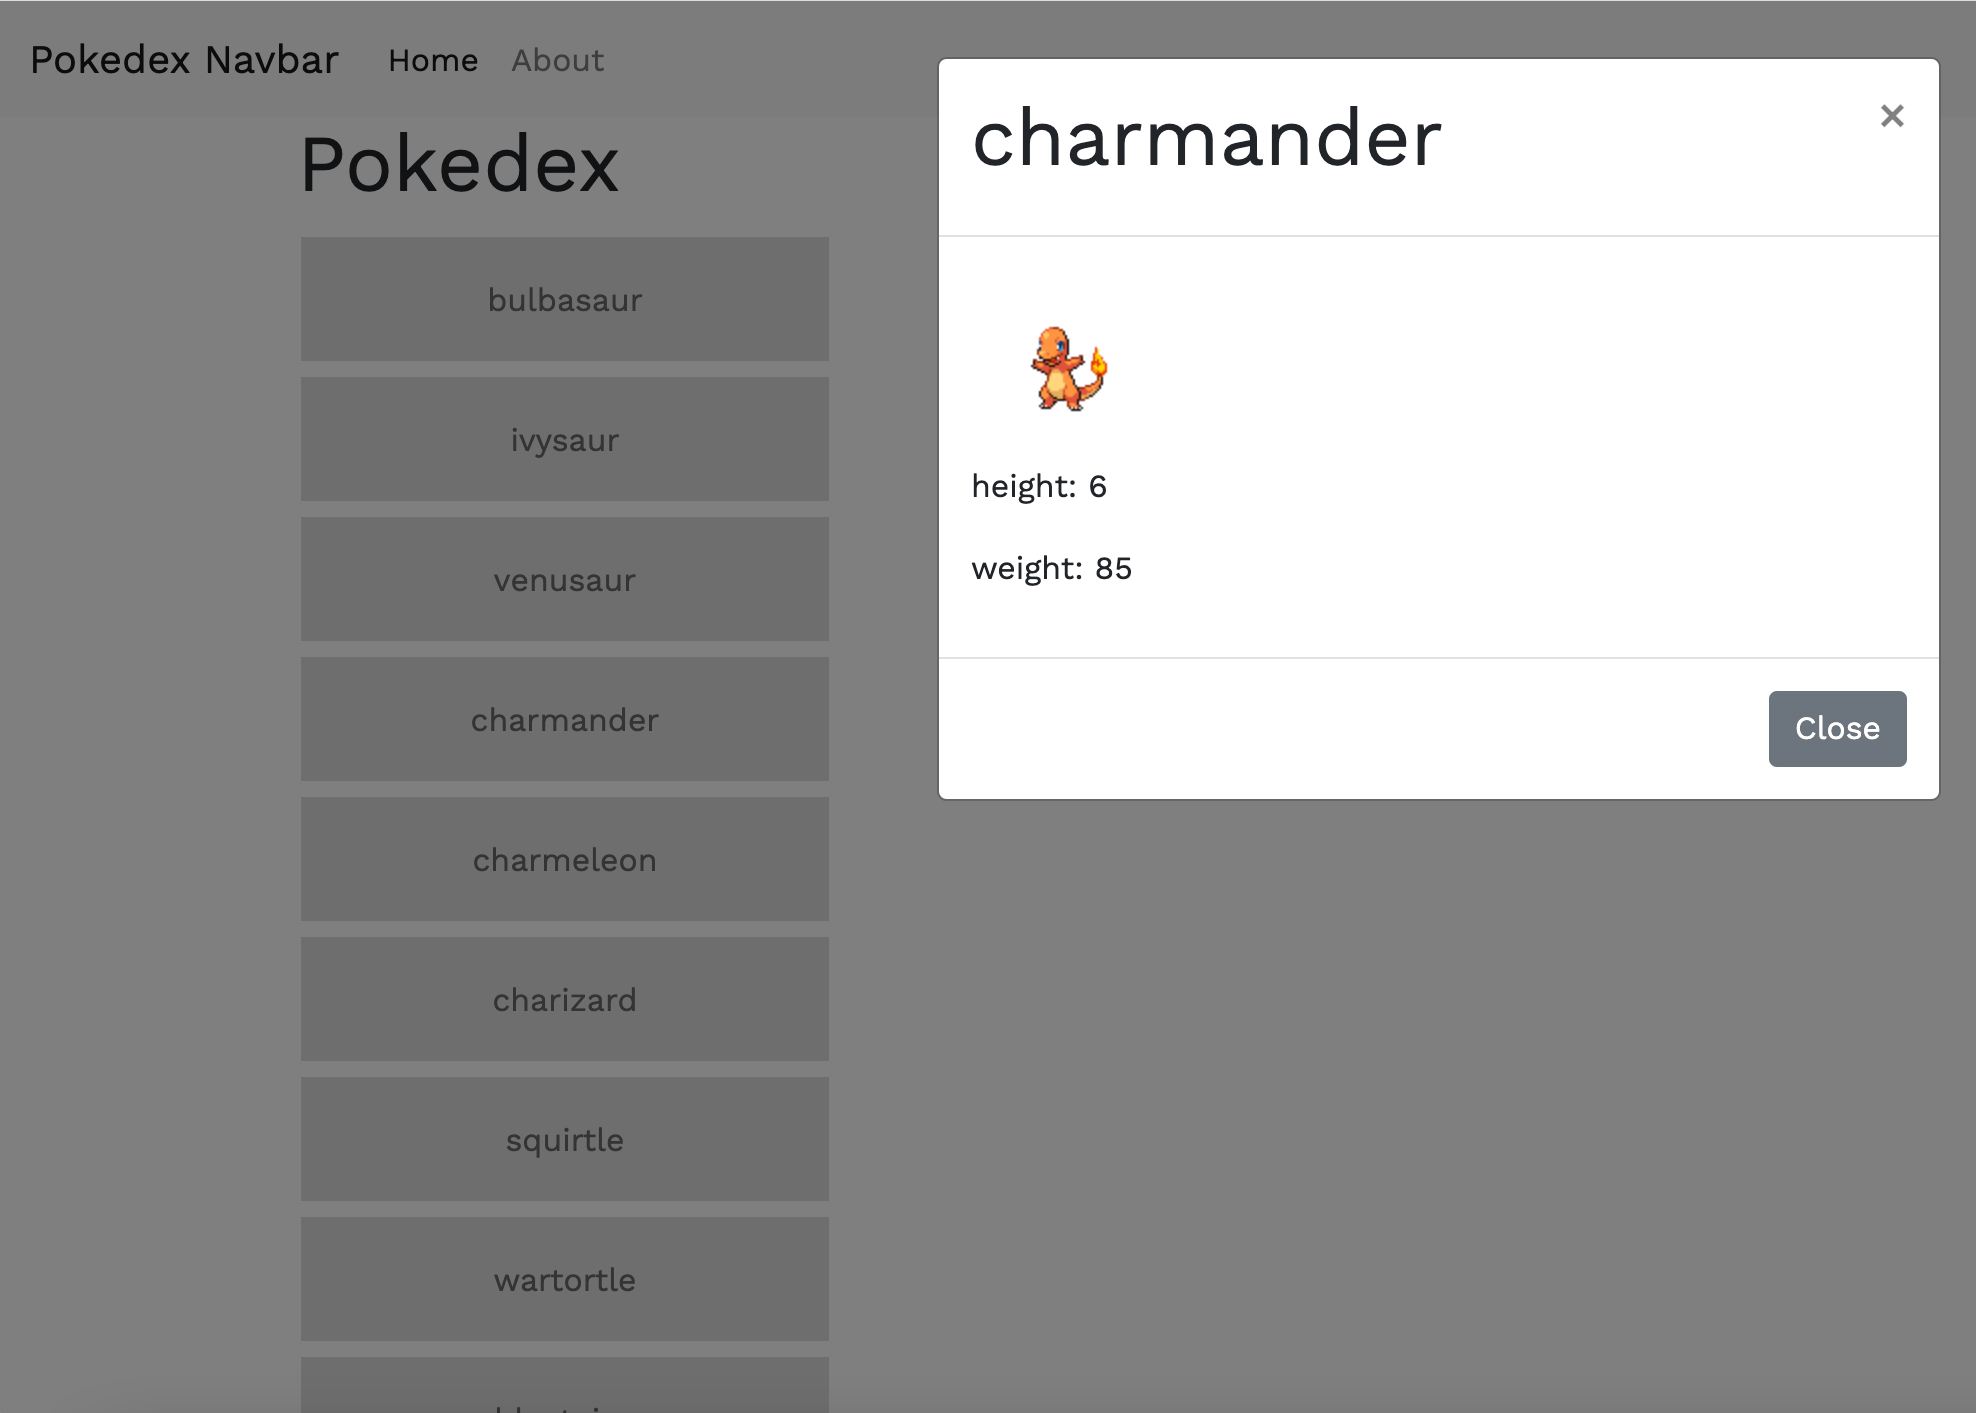 Pokedex Navbar Home About
Pokedex
bulbasaur
ivysaur
venusaur
charmander
charmeleon
charizard
squirtle
wartortle
charmander
×
height: 6
weight: 85
Close